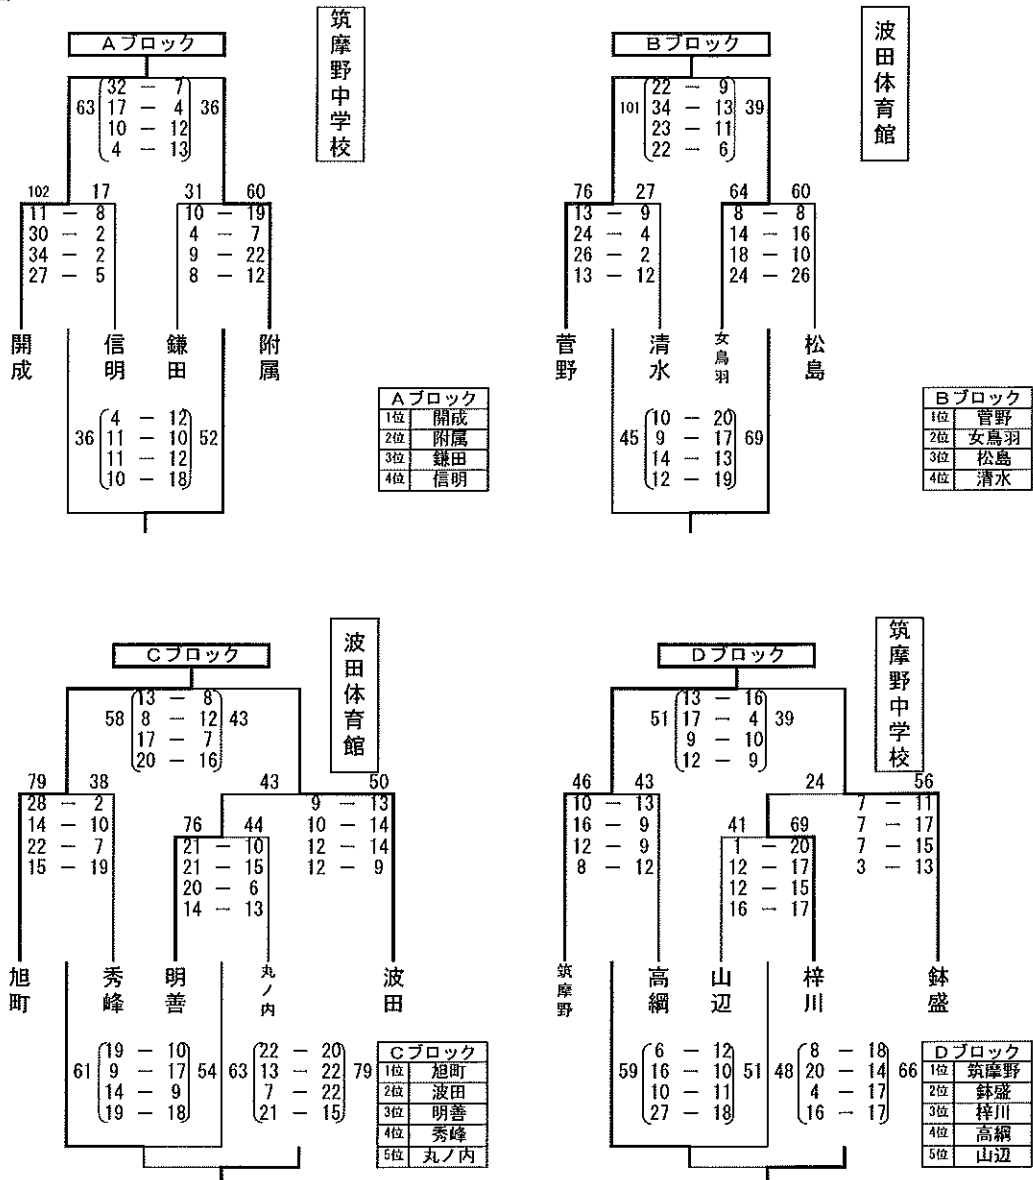 Aブロック
筑摩野中学校
63 32 － 7 36
17 － 4
10 － 12
4 － 13
102 17 31 60
11 － 8 10 － 19
30 － 2 4 － 7
34 － 2 9 － 22
27 － 5 8 － 12
開成 信明 鎌田 附属
36 4 － 12 52
11 － 10
11 － 12
10 － 18
Aブロック
1位 開成
2位 附属
3位 鎌田
4位 信明
Bブロック
波田体育館
101 22 － 9 39
34 － 13
23 － 11
22 － 6
76 27 64 60
13 － 9 8 － 8
24 － 4 14 － 16
26 － 2 18 － 10
13 － 12 24 － 26
菅野 清水 女鳥羽 松島
45 10 － 20 69
9 － 17
14 － 13
12 － 19
Bブロック
1位 菅野
2位 女鳥羽
3位 松島
4位 清水
Cブロック
波田体育館
58 13 － 8 43
8 － 12
17 － 7
20 － 16
79 38 43 50
28 － 2 9 － 13
14 － 10 10 － 14
22 － 7 12 － 14
15 － 19 12 － 9
76 44
21 － 10
21 － 15
20 － 6
14 － 13
旭町 秀峰 明善 丸ノ内 波田
61 19 － 10 54
9 － 17
14 － 9
19 － 18
63 22 － 20 79
13 － 22
7 － 22
21 － 15
Cブロック
1位 旭町
2位 波田
3位 明善
4位 秀峰
5位 丸ノ内
Dブロック
筑摩野中学校
51 13 － 16 39
17 － 4
9 － 10
12 － 9
46 43 24 56
10 － 13 7 － 11
16 － 9 7 － 17
12 － 9 7 － 15
8 － 12 3 － 13
41 69
1 － 20
12 － 17
12 － 15
16 － 17
筑摩野 高綱 山辺 梓川 鉢盛
59 6 － 12 51
16 － 10
10 － 11
27 － 18
48 8 － 18 66
20 － 14
4 － 17
16 － 17
Dブロック
1位 筑摩野
2位 鉢盛
3位 梓川
4位 高綱
5位 山辺